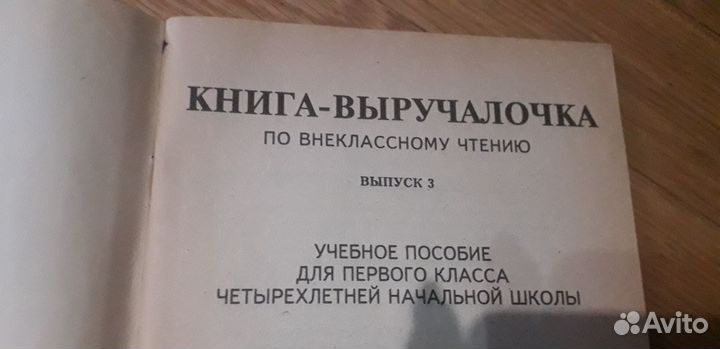 КНИГА-ВЫРУЧАЛОЧКА
ПО ВНЕКЛАССНОМУ ЧТЕНИЮ
ВЫПУСК 3
УЧЕБНОЕ ПОСОБИЕ
ДЛЯ ПЕРВОГО КЛАССА
ЧЕТЫРЕХЛЕТНЕЙ НАЧАЛЬНОЙ ШКОЛЫ
Avito